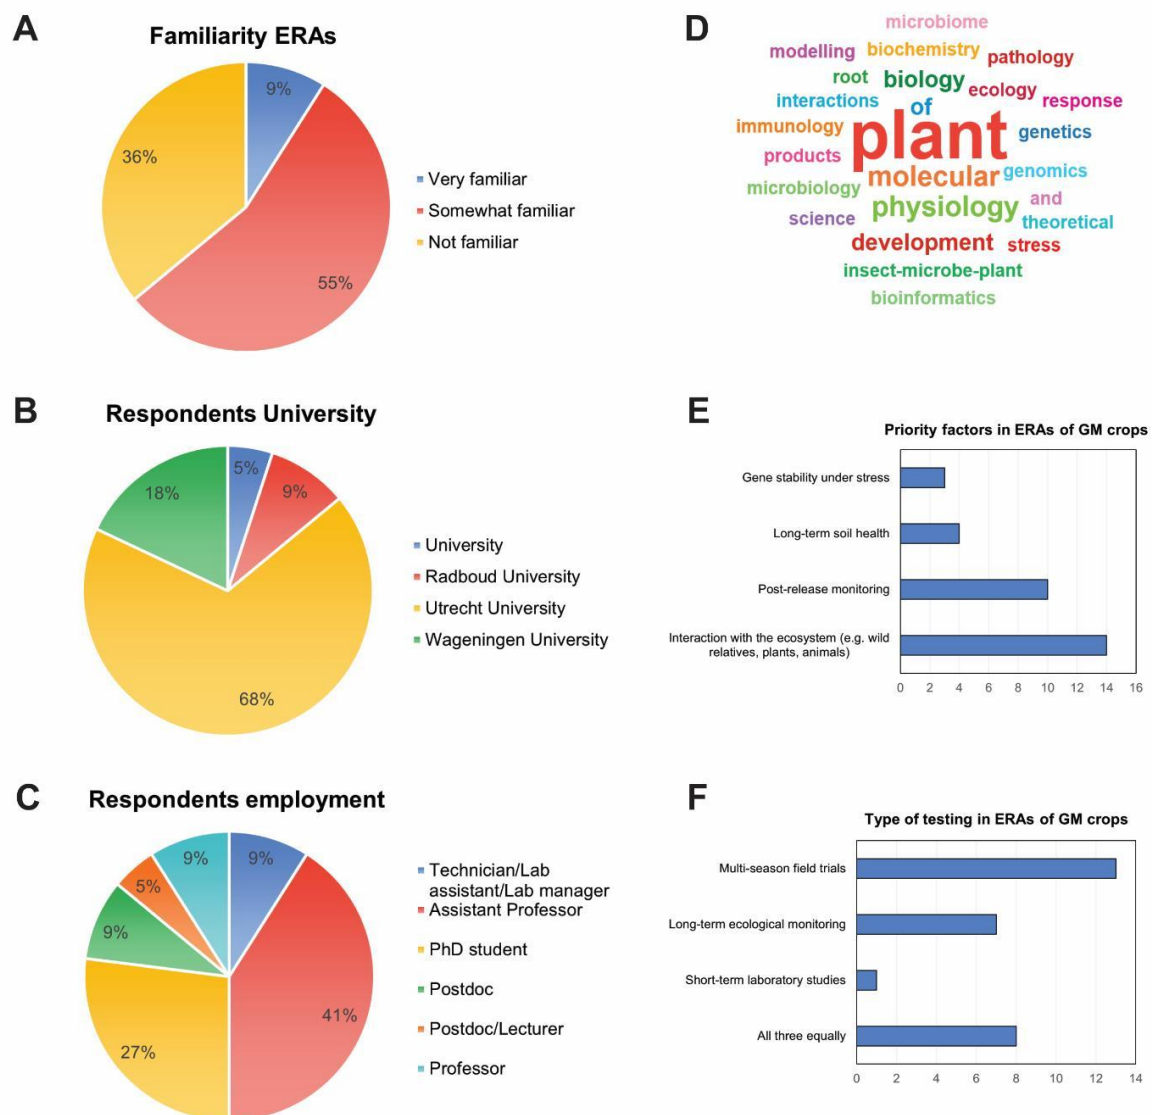 A
Familiarity ERAs
9%
36%
55%
Very familiar
Somewhat familiar
Not familiar
B
Respondents University
5%
9%
18%
68%
University
Radboud University
Utrecht University
Wageningen University
C
Respondents employment
9%
9%
5%
9%
41%
27%
Technician/Lab
assistant/Lab manager
Assistant Professor
PhD student
Postdoc
Postdoc/Lecturer
Professor
D
microbiome
modelling biochemistry pathology
root biology ecology
interactions of response
immunology plant genetics
products
molecular genomics
microbiology physiology and
science theoretical
development stress
insect-microbe-plant
bioinformatics
E
Priority factors in ERAs of GM crops
Gene stability under stress
Long-term soil health
Post-release monitoring
Interaction with the ecosystem (e.g. wild
relatives, plants, animals)
0 2 4 6 8 10 12 14 16
F
Type of testing in ERAs of GM crops
Multi-season field trials
Long-term ecological monitoring
Short-term laboratory studies
All three equally
0 2 4 6 8 10 12 14